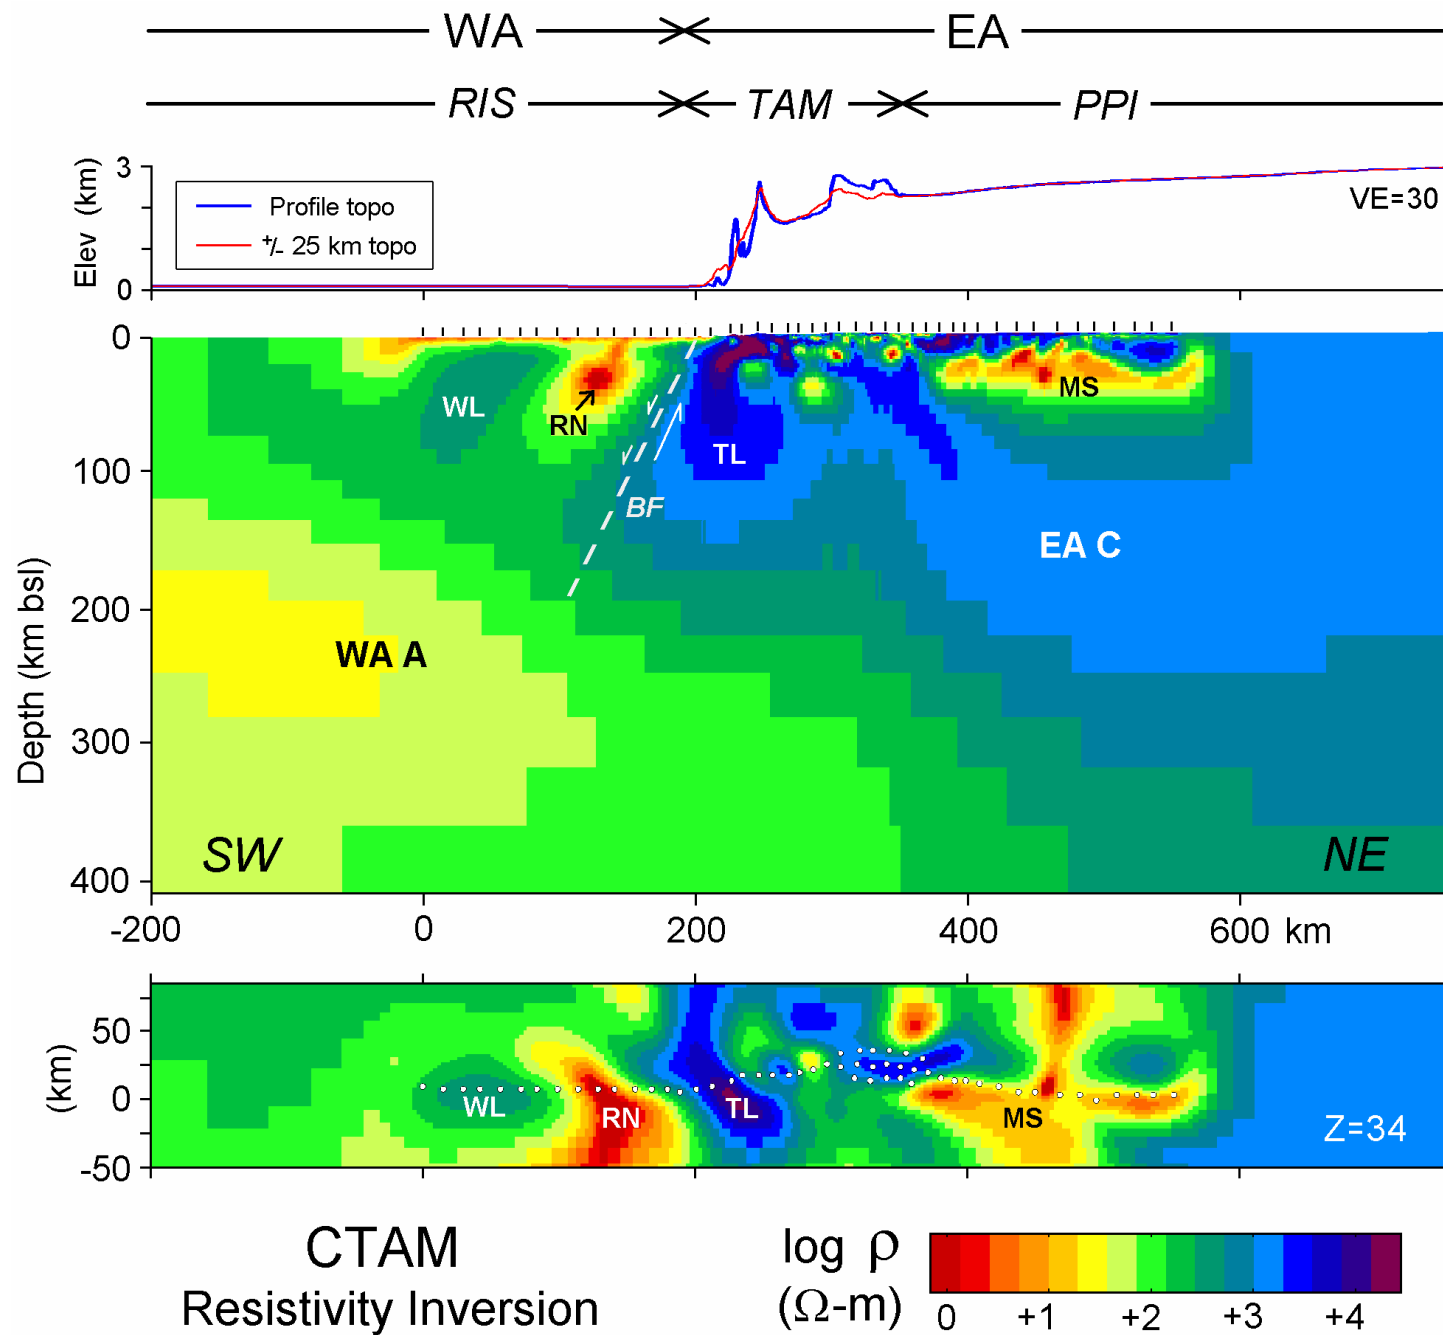 WA EA
RIS TAM PPI
Elev (km)
3
0
Profile topo
+/- 25 km topo
VE=30
Depth (km bsl)
0
100
200
300
400
WL
RN
BF
TL
MS
EA C
WA A
SW
NE
-200 0 200 400 600 km
(km)
50
0
-50
WL
RN
TL
MS
Z=34
CTAM
Resistivity Inversion
log ρ
(Ω-m)
0 +1 +2 +3 +4